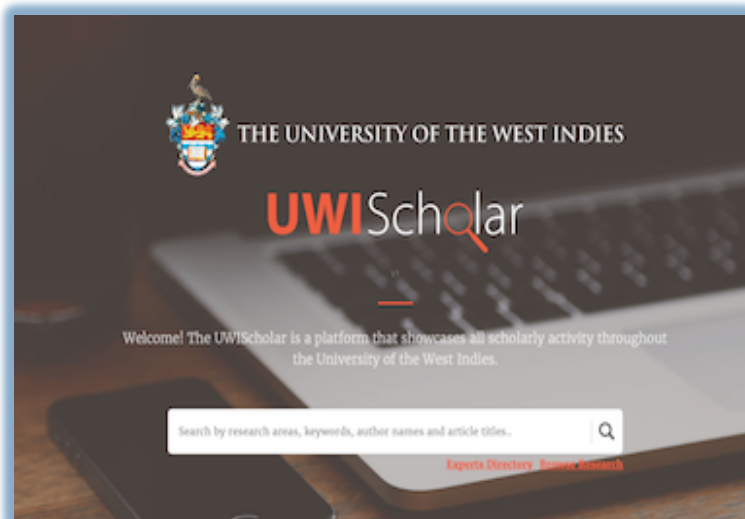 THE UNIVERSITY OF THE WEST INDIES
UWIScholar
Welcome! The UWIScholar is a platform that showcases all scholarly activity throughout
the University of the West Indies.
Search by research areas, keywords, author names and article titles..
Experts Directory Browse Research